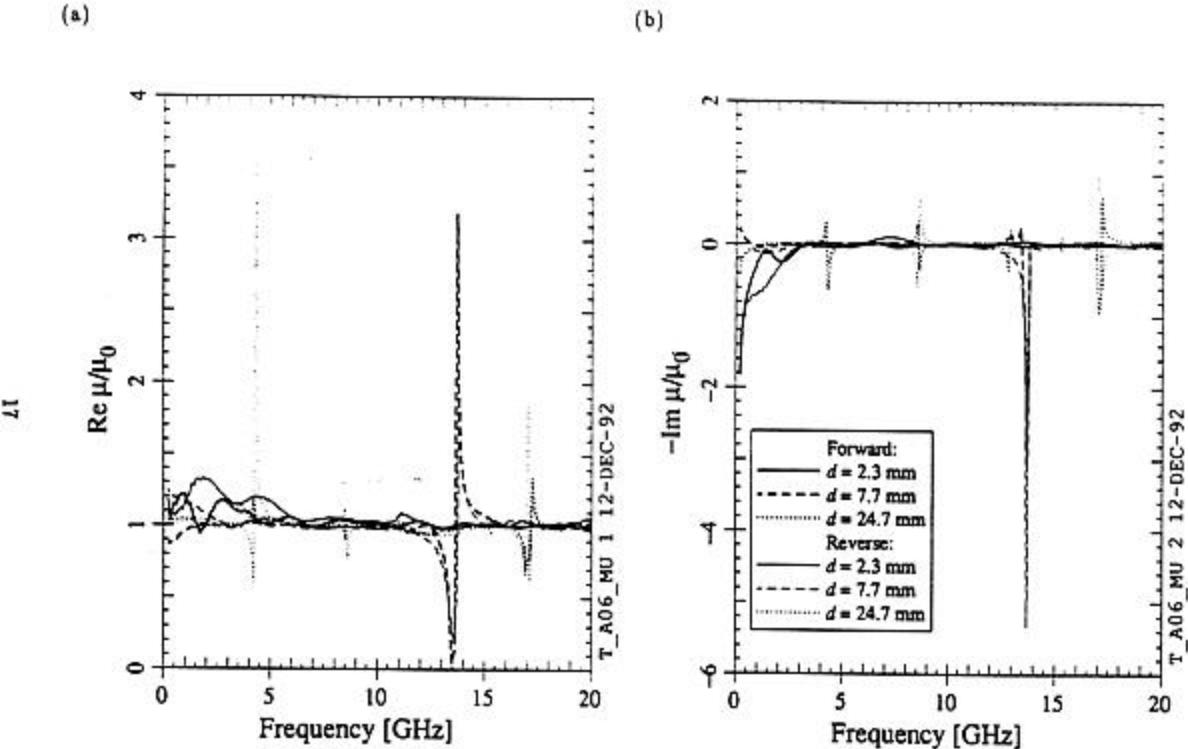 (a)
(b)
4
3
2
1
0
Re μ/μ0
0 5 10 15 20
Frequency [GHz]
T_A06_MU 1 12-DEC-92
17
2
0
−2
−4
−6
−Im μ/μ0
Forward:
d = 2.3 mm
d = 7.7 mm
d = 24.7 mm
Reverse:
d = 2.3 mm
d = 7.7 mm
d = 24.7 mm
0 5 10 15 20
Frequency [GHz]
T_A06_MU 2 12-DEC-92